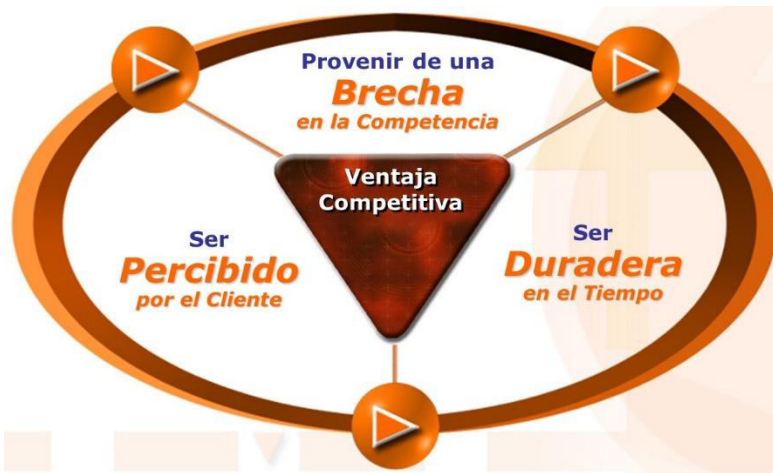 Provenir de una
Brecha
en la Competencia
Ventaja
Competitiva
Ser
Percibido
por el Cliente
Ser
Duradera
en el Tiempo